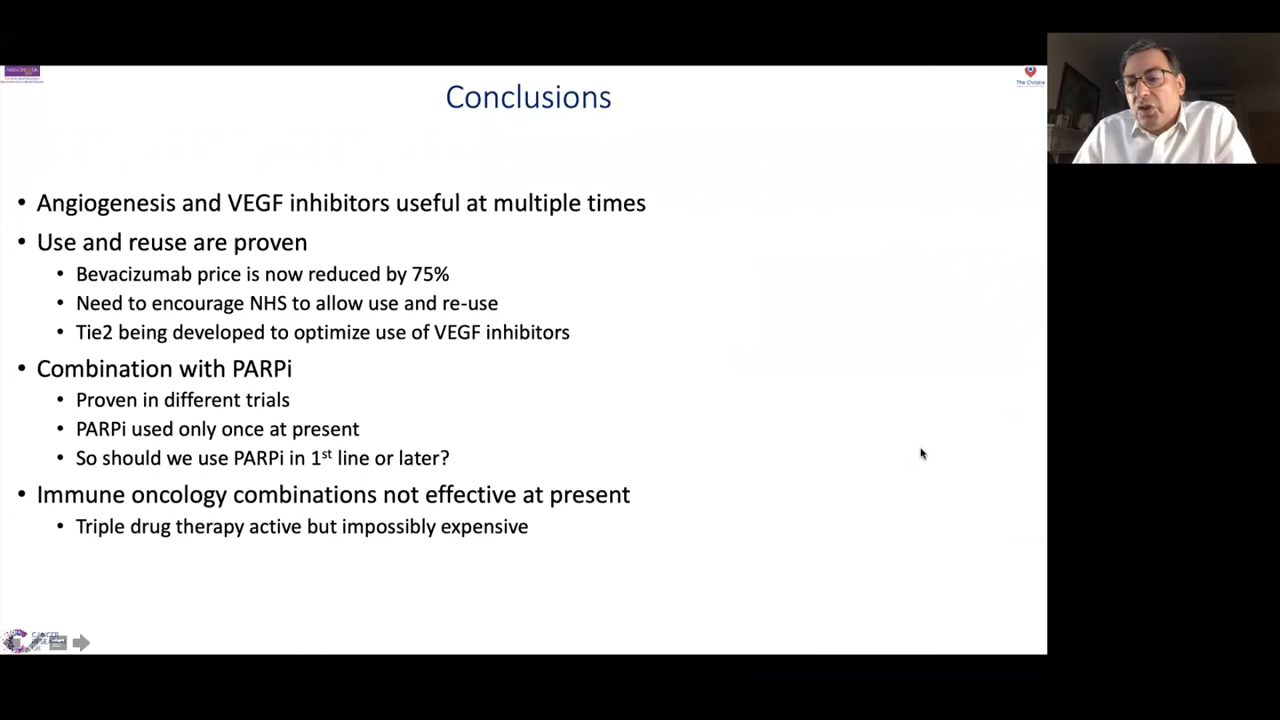 MANCHESTER
The Christie
Conclusions
• Angiogenesis and VEGF inhibitors useful at multiple times
• Use and reuse are proven
• Bevacizumab price is now reduced by 75%
• Need to encourage NHS to allow use and re-use
• Tie2 being developed to optimize use of VEGF inhibitors
• Combination with PARPi
• Proven in different trials
• PARPi used only once at present
• So should we use PARPi in 1st line or later?
• Immune oncology combinations not effective at present
• Triple drug therapy active but impossibly expensive